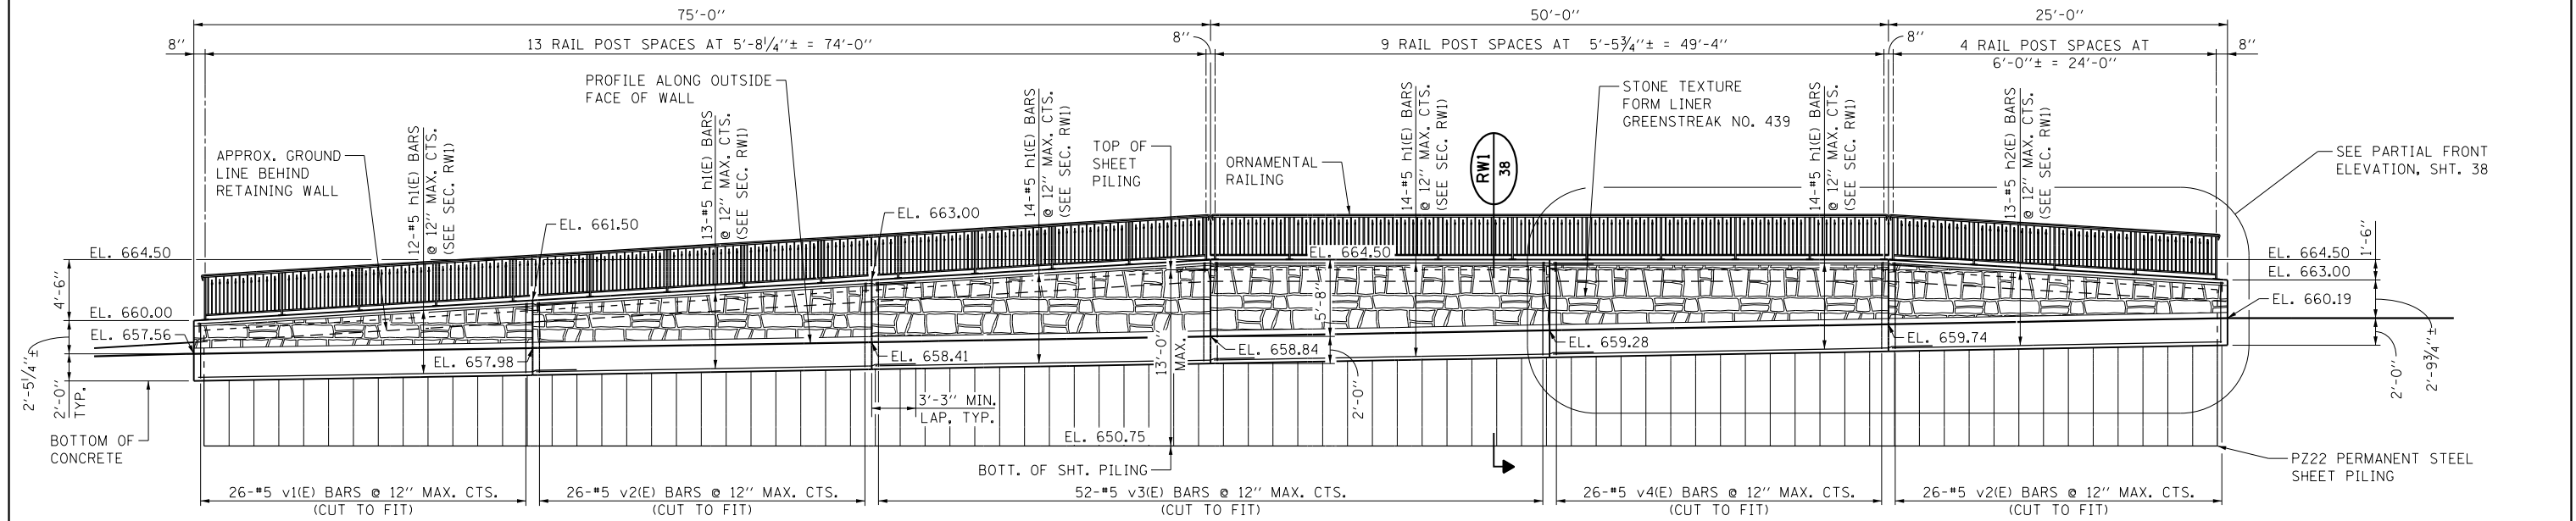 75'-0"
50'-0"
25'-0"
8"
13 RAIL POST SPACES AT 5'-8¼"± = 74'-0"
8"
9 RAIL POST SPACES AT 5'-5¾"± = 49'-4"
8"
4 RAIL POST SPACES AT
6'-0"± = 24'-0"
8"
PROFILE ALONG OUTSIDE
FACE OF WALL
STONE TEXTURE
FORM LINER
GREENSTREAK NO. 439
APPROX. GROUND
LINE BEHIND
RETAINING WALL
12-#5 h1(E) BARS
@ 12" MAX. CTS.
(SEE SEC. RW1)
13-#5 h1(E) BARS
@ 12" MAX. CTS.
(SEE SEC. RW1)
14-#5 h1(E) BARS
@ 12" MAX. CTS.
(SEE SEC. RW1)
TOP OF
SHEET
PILING
ORNAMENTAL
RAILING
14-#5 h1(E) BARS
@ 12" MAX. CTS.
(SEE SEC. RW1)
RW1
38
14-#5 h1(E) BARS
@ 12" MAX. CTS.
(SEE SEC. RW1)
13-#5 h2(E) BARS
@ 12" MAX. CTS.
(SEE SEC. RW1)
SEE PARTIAL FRONT
ELEVATION, SHT. 38
EL. 661.50
EL. 663.00
EL. 664.50
EL. 664.50
EL. 664.50
1'-6"
EL. 663.00
4'-6"
EL. 660.00
EL. 660.19
EL. 657.56
EL. 657.98
EL. 658.41
EL. 658.84
EL. 659.28
EL. 659.74
5'-8"
2'-0"
13'-0"
MAX.
2'-5¼"±
2'-0"
TYP.
2'-0"
2'-9¾"±
3'-3" MIN.
LAP, TYP.
BOTTOM OF
CONCRETE
EL. 650.75
BOTT. OF SHT. PILING
PZ22 PERMANENT STEEL
SHEET PILING
26-#5 v1(E) BARS @ 12" MAX. CTS.
(CUT TO FIT)
26-#5 v2(E) BARS @ 12" MAX. CTS.
(CUT TO FIT)
52-#5 v3(E) BARS @ 12" MAX. CTS.
(CUT TO FIT)
26-#5 v4(E) BARS @ 12" MAX. CTS.
(CUT TO FIT)
26-#5 v2(E) BARS @ 12" MAX. CTS.
(CUT TO FIT)